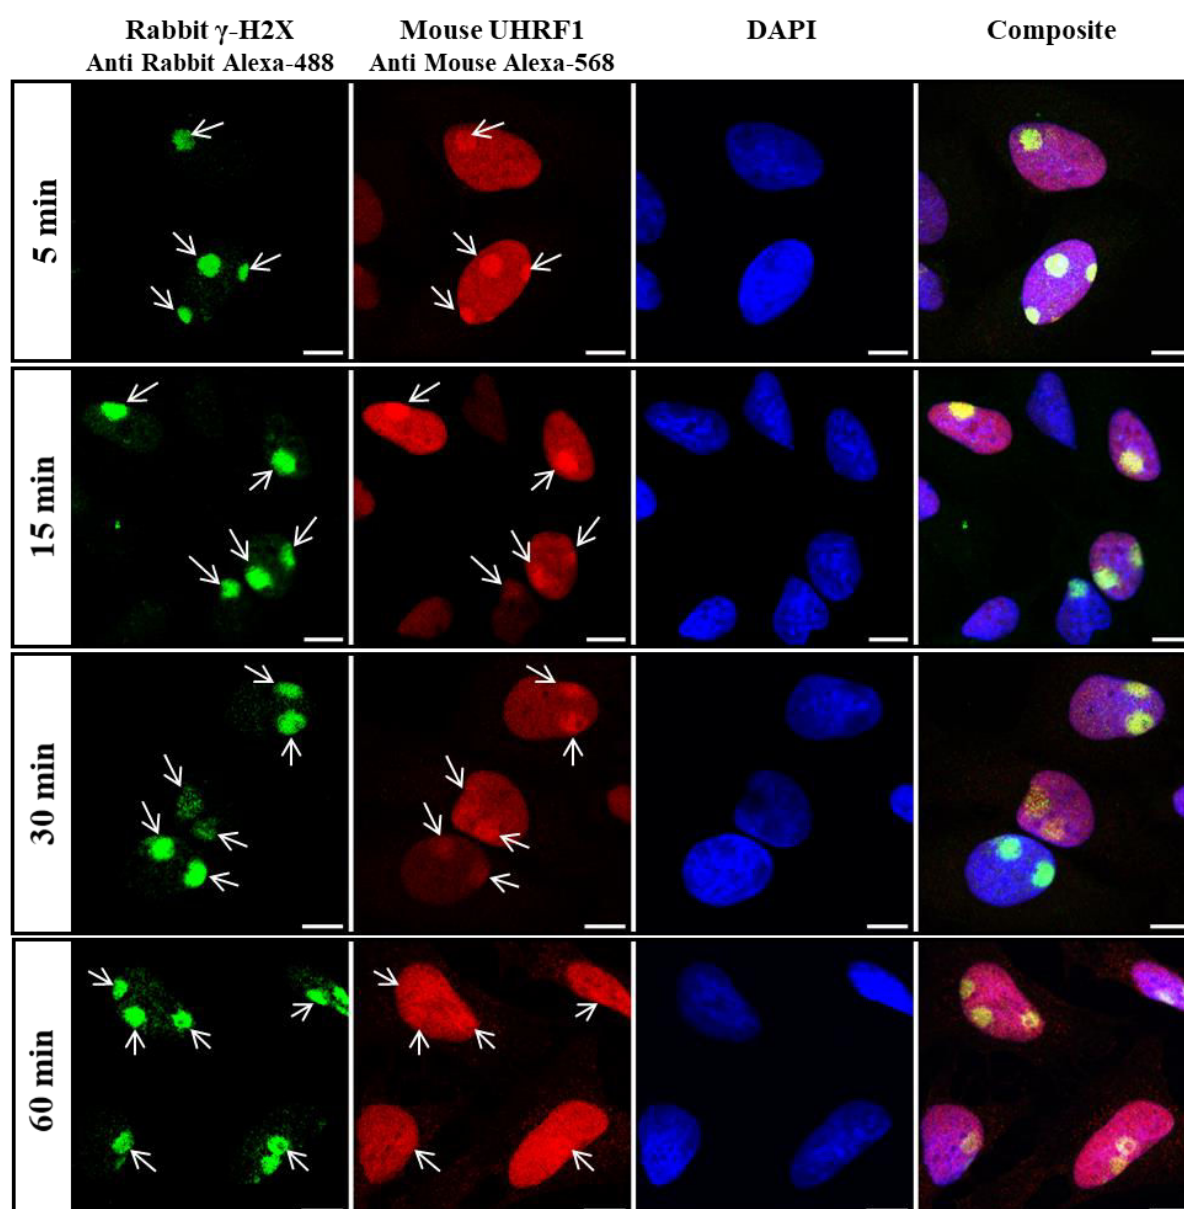 Rabbit γ-H2X
Anti Rabbit Alexa-488
Mouse UHRF1
Anti Mouse Alexa-568
DAPI
Composite
5 min
15 min
30 min
60 min